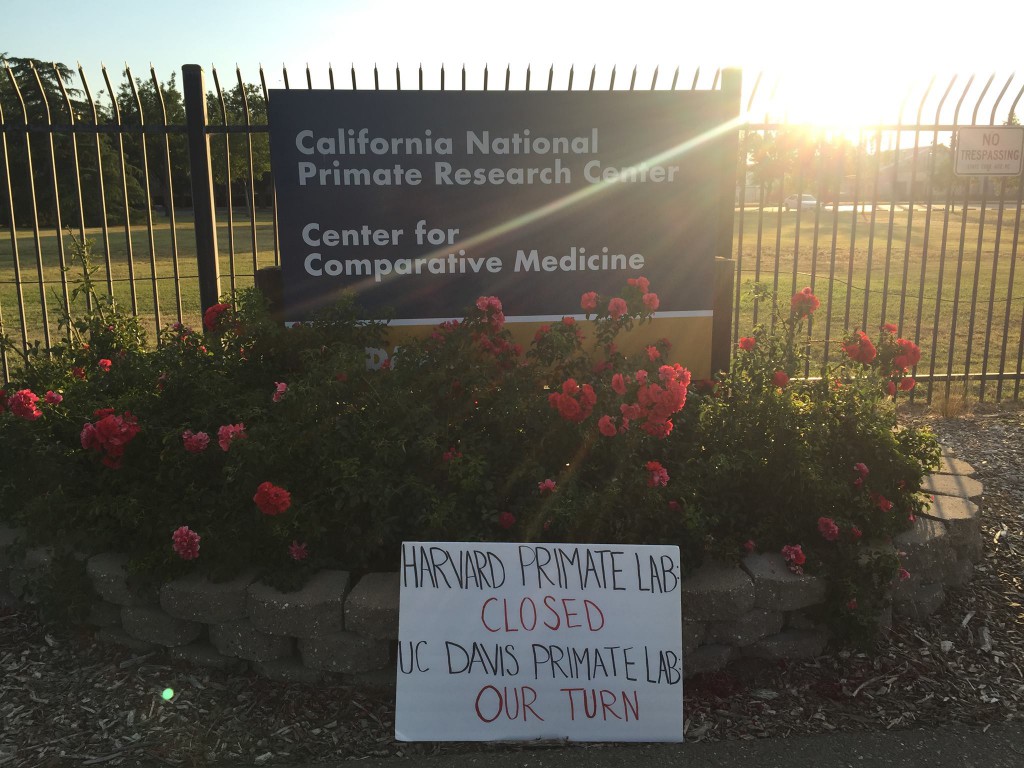 California National
Primate Research Center
Center for
Comparative Medicine
NO
TRESPASSING
HARVARD PRIMATE LAB:
CLOSED
UC DAVIS PRIMATE LAB:
OUR TURN